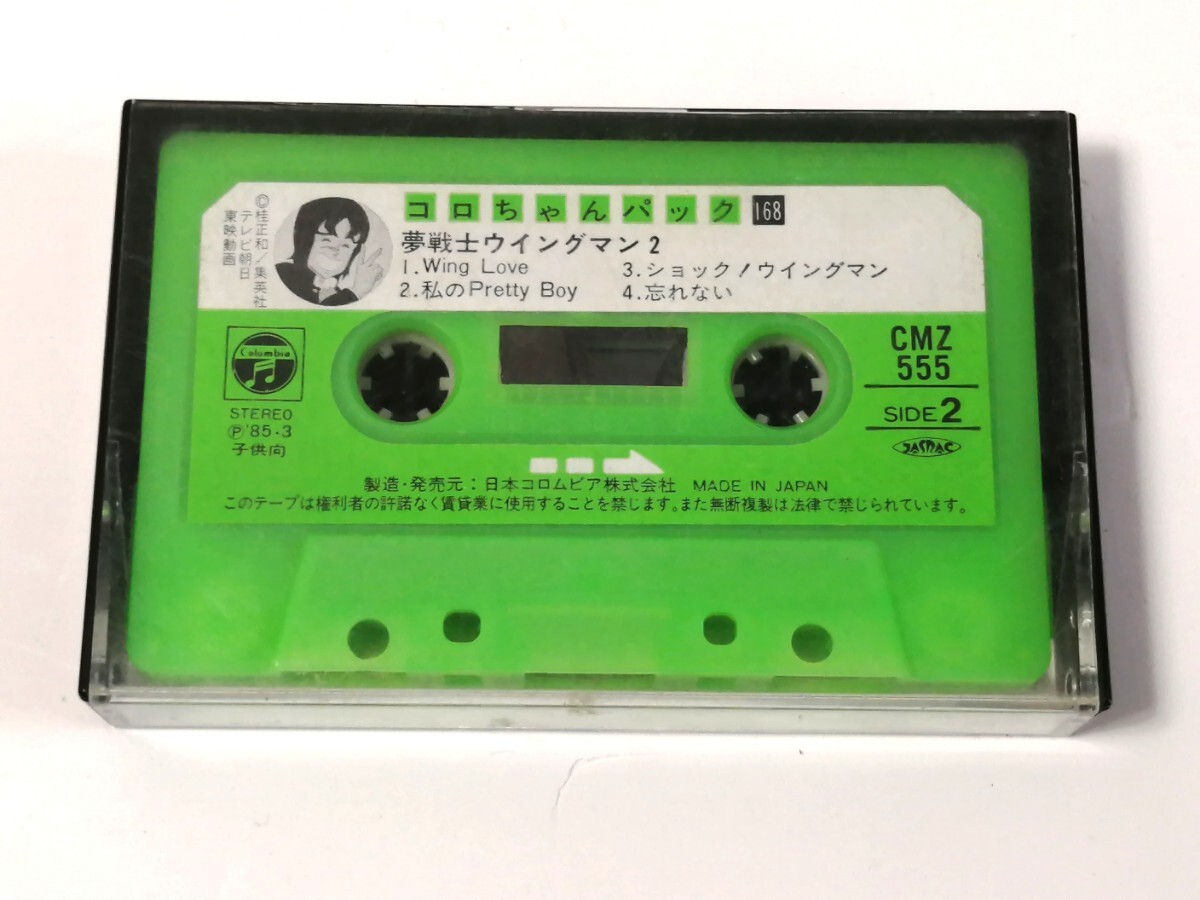 コロちゃんパック 168
©桂正和/集英社
テレビ朝日
東映動画
夢戦士ウイングマン2
1.Wing Love
2.私のPretty Boy
3.ショック!ウイングマン
4.忘れない
Columbia
STEREO
Ⓟ'85・3
子供向
CMZ
555
SIDE2
JASRAC
製造・発売元:日本コロムビア株式会社 MADE IN JAPAN
このテープは権利者の許諾なく賃貸業に使用することを禁じます。また無断複製は法律で禁じられています。